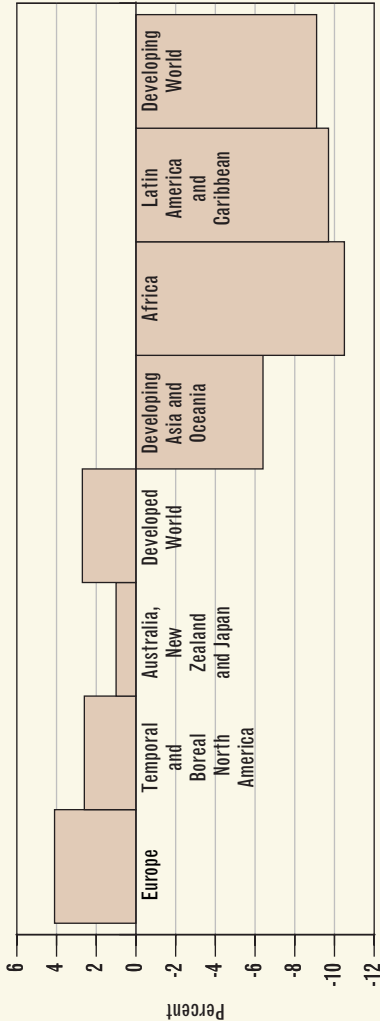 6
4
2
0
-2
-4
-6
-8
-10
-12
Percent
Europe
Temporal
and
Boreal
North
America
Australia,
New
Zealand
and Japan
Developed
World
Developing
Asia and
Oceania
Africa
Latin
America
and
Caribbean
Developing
World